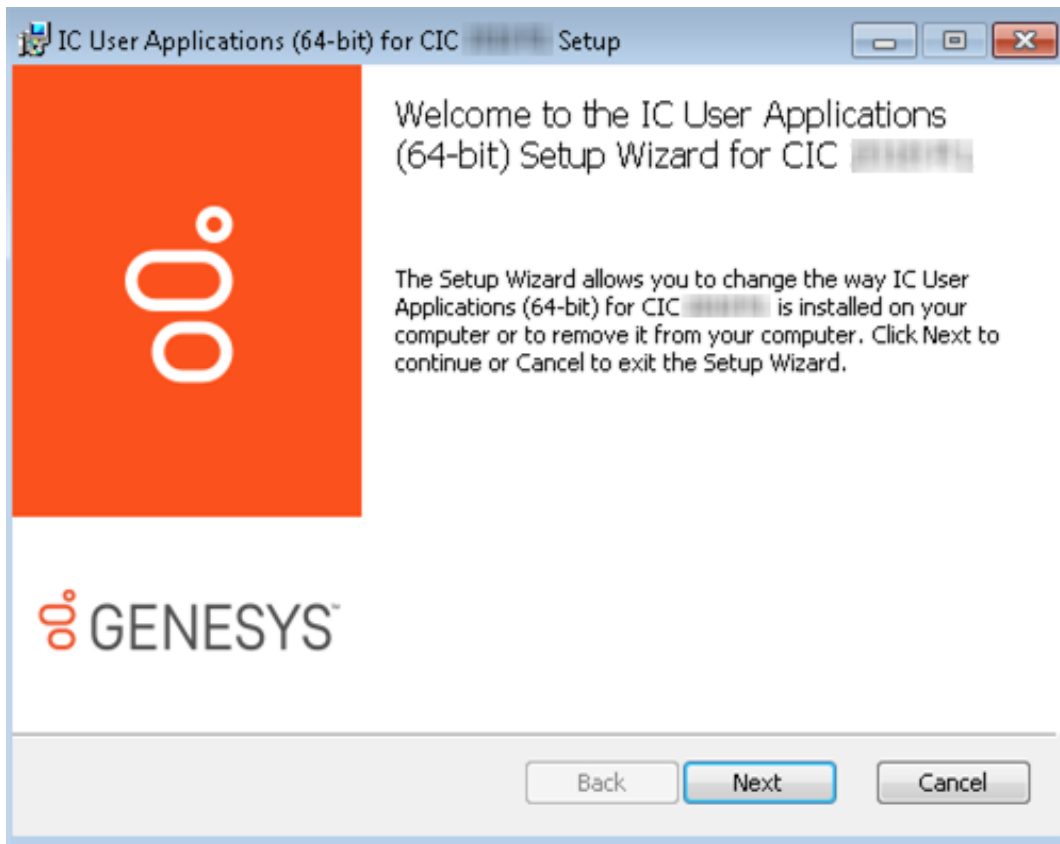 IC User Applications (64-bit) for CIC Setup
Welcome to the IC User Applications
(64-bit) Setup Wizard for CIC
The Setup Wizard allows you to change the way IC User
Applications (64-bit) for CIC is installed on your
computer or to remove it from your computer. Click Next to
continue or Cancel to exit the Setup Wizard.
GENESYS™
Back
Next
Cancel